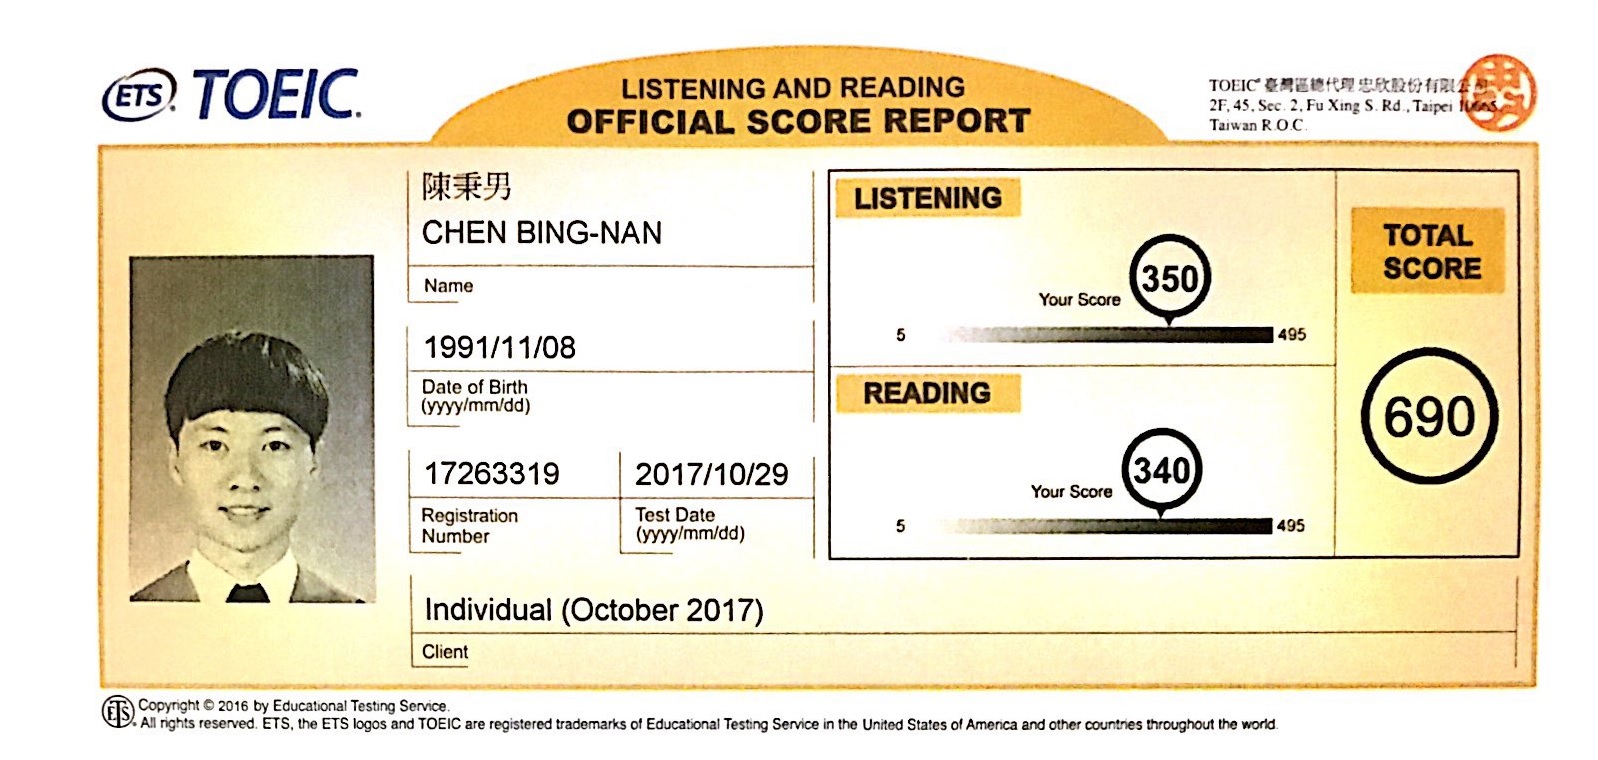 ETS® TOEIC®
LISTENING AND READING
OFFICIAL SCORE REPORT
TOEIC® 臺灣區總代理 忠欣股份有限公司
2F, 45, Sec. 2, Fu Xing S. Rd., Taipei 10665
Taiwan R.O.C.
陳秉男
CHEN BING-NAN
Name
1991/11/08
Date of Birth
(yyyy/mm/dd)
17263319
Registration
Number
2017/10/29
Test Date
(yyyy/mm/dd)
Individual (October 2017)
Client
LISTENING
Your Score
350
5
495
READING
Your Score
340
5
495
TOTAL
SCORE
690
ETS® Copyright © 2016 by Educational Testing Service.
All rights reserved. ETS, the ETS logos and TOEIC are registered trademarks of Educational Testing Service in the United States of America and other countries throughout the world.